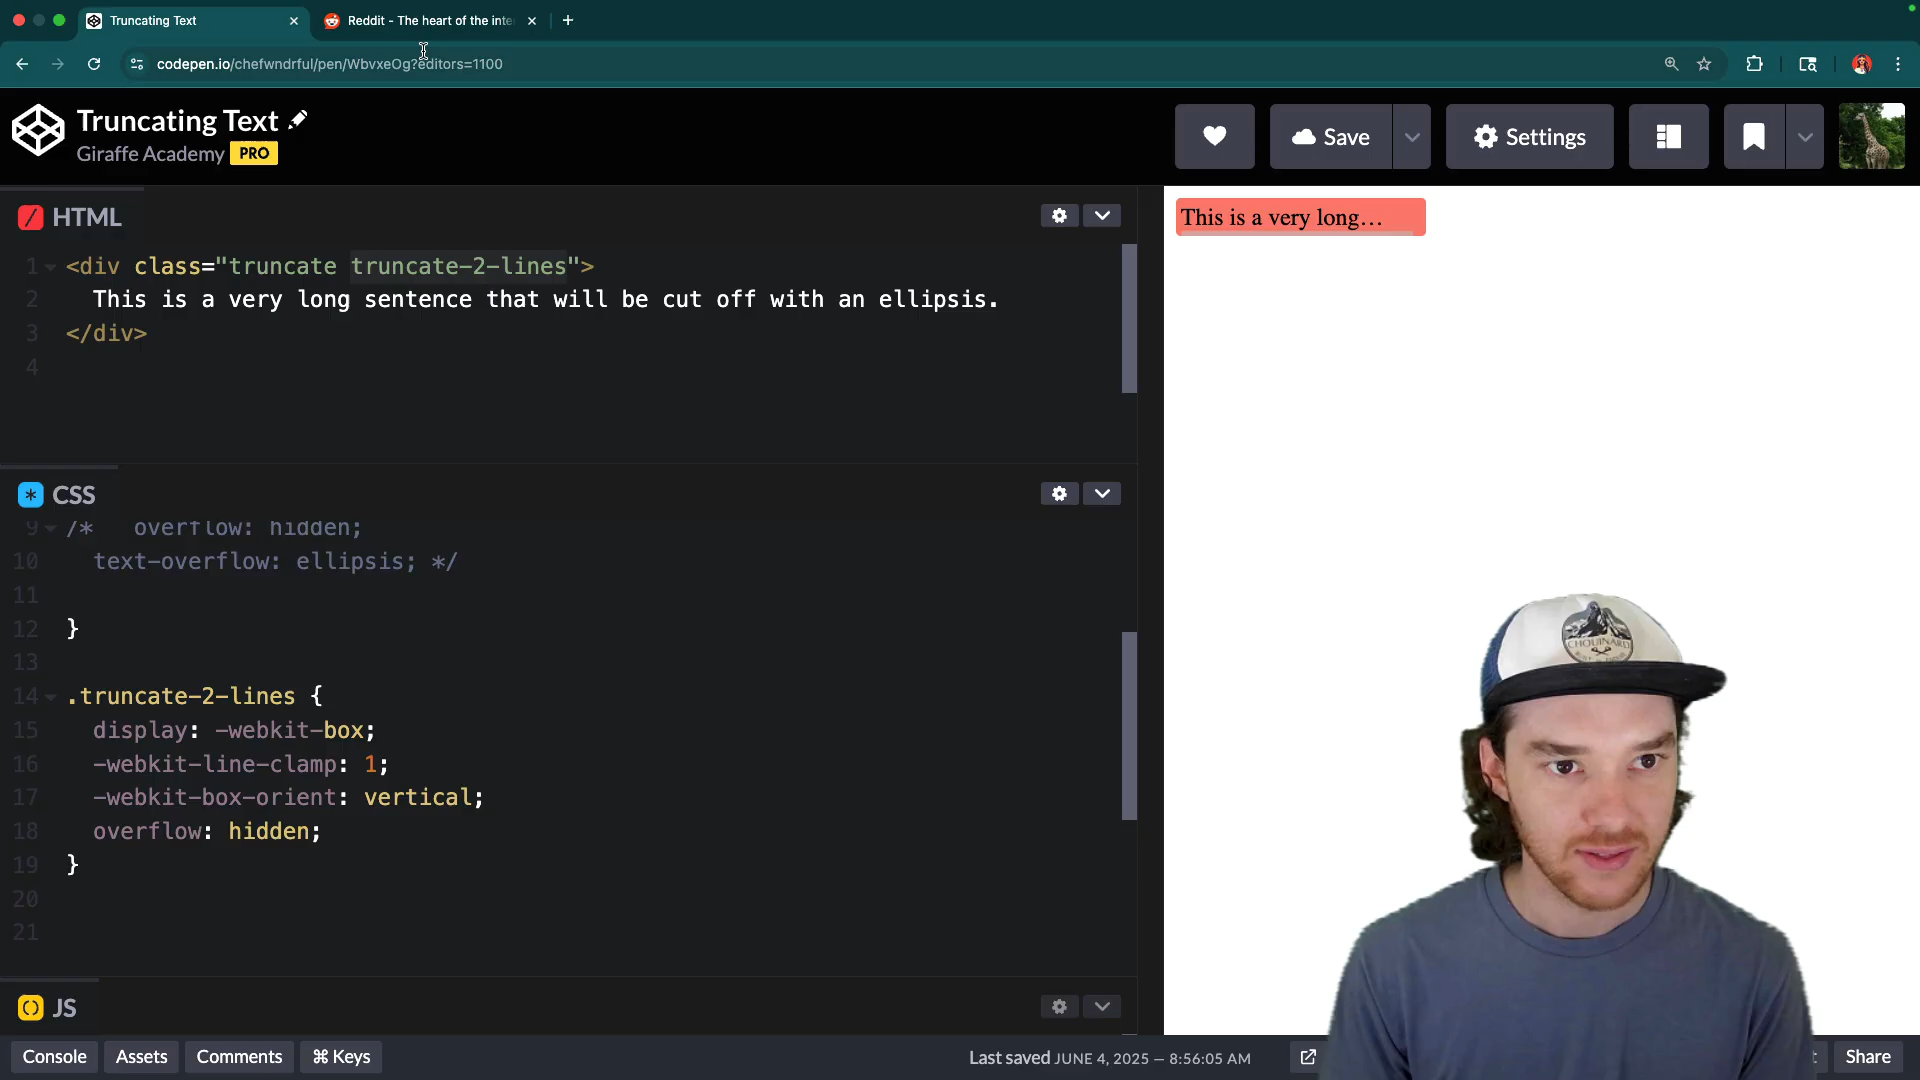 Truncating Text
Reddit - The heart of the inte
codepen.io/chefwndrful/pen/WbvxeOg?editors=1100
Truncating Text
Giraffe Academy PRO
Save
Settings
HTML
1 <div class="truncate truncate-2-lines">
2 This is a very long sentence that will be cut off with an ellipsis.
3 </div>
4
This is a very long…
CSS
9 /* overflow: hidden;
10 text-overflow: ellipsis; */
11
12 }
13
14 .truncate-2-lines {
15 display: -webkit-box;
16 -webkit-line-clamp: 1;
17 -webkit-box-orient: vertical;
18 overflow: hidden;
19 }
20
21
CHOUINARD
JS
Console
Assets
Comments
⌘ Keys
Last saved JUNE 4, 2025 — 8:56:05 AM
Share